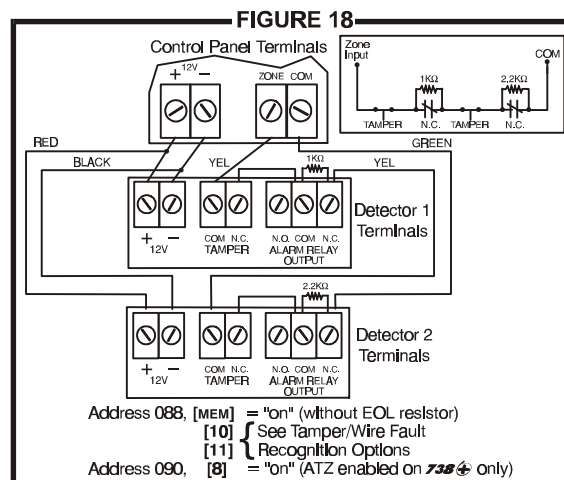 FIGURE 18
Control Panel Terminals
+ 12V −
ZONE COM
Zone Input
COM
1KΩ
2,2KΩ
TAMPER N.C. TAMPER N.C.
RED
GREEN
BLACK
YEL
1KΩ
YEL
Detector 1 Terminals
+ 12V −
COM N.C.
TAMPER
N.O. COM N.C.
ALARM RELAY
OUTPUT
2.2KΩ
Detector 2 Terminals
+ 12V −
COM N.C.
TAMPER
N.O. COM N.C.
ALARM RELAY
OUTPUT
Address 088, [MEM] = "on" (without EOL resistor)
[10] { See Tamper/Wire Fault
[11] Recognition Options
Address 090, [8] = "on" (ATZ enabled on 738 + only)